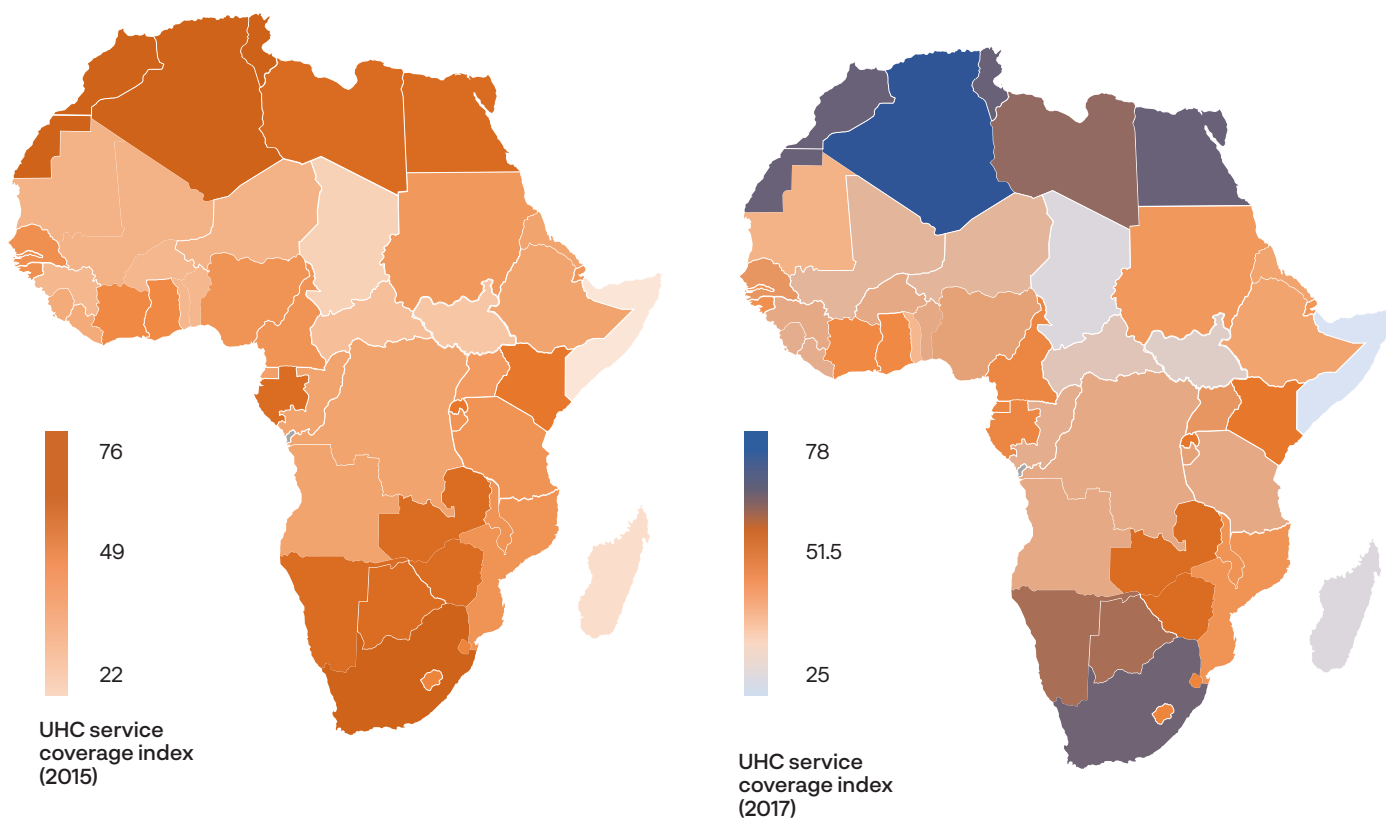 76
49
22
UHC service
coverage index
(2015)
78
51.5
25
UHC service
coverage index
(2017)